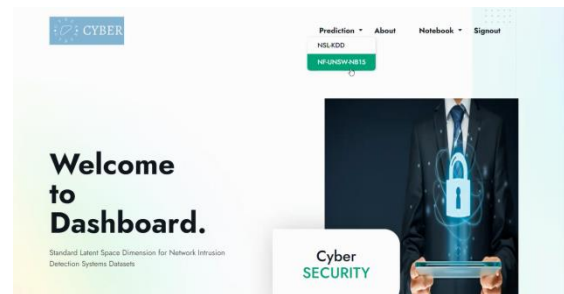 CYBER
Prediction About Notebook Signout
NSL-KDD
NF-UNSW-NB15
Welcome
to
Dashboard.
Standard Latent Space Dimension for Network Intrusion
Detection Systems Datasets
Cyber
SECURITY